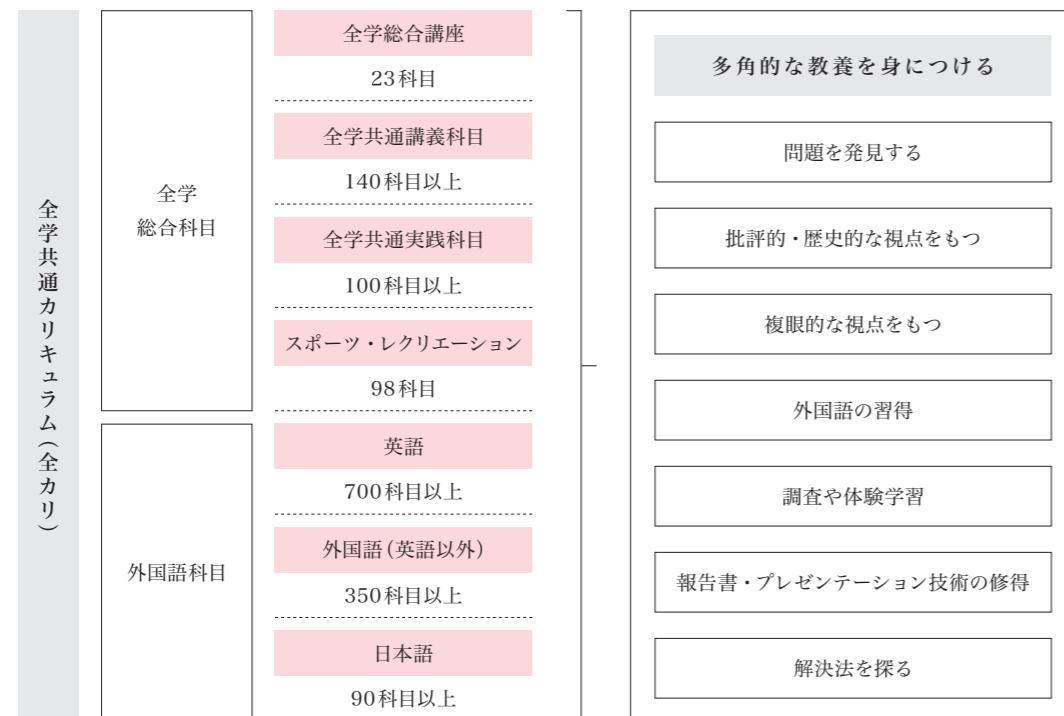 全学共通カリキュラム(全カリ)
全学
総合科目
全学総合講座
23科目
全学共通講義科目
140科目以上
全学共通実践科目
100科目以上
スポーツ・レクリエーション
98科目
外国語科目
英語
700科目以上
外国語(英語以外)
350科目以上
日本語
90科目以上
多角的な教養を身につける
問題を発見する
批評的・歴史的な視点をもつ
複眼的な視点をもつ
外国語の習得
調査や体験学習
報告書・プレゼンテーション技術の修得
解決法を探る